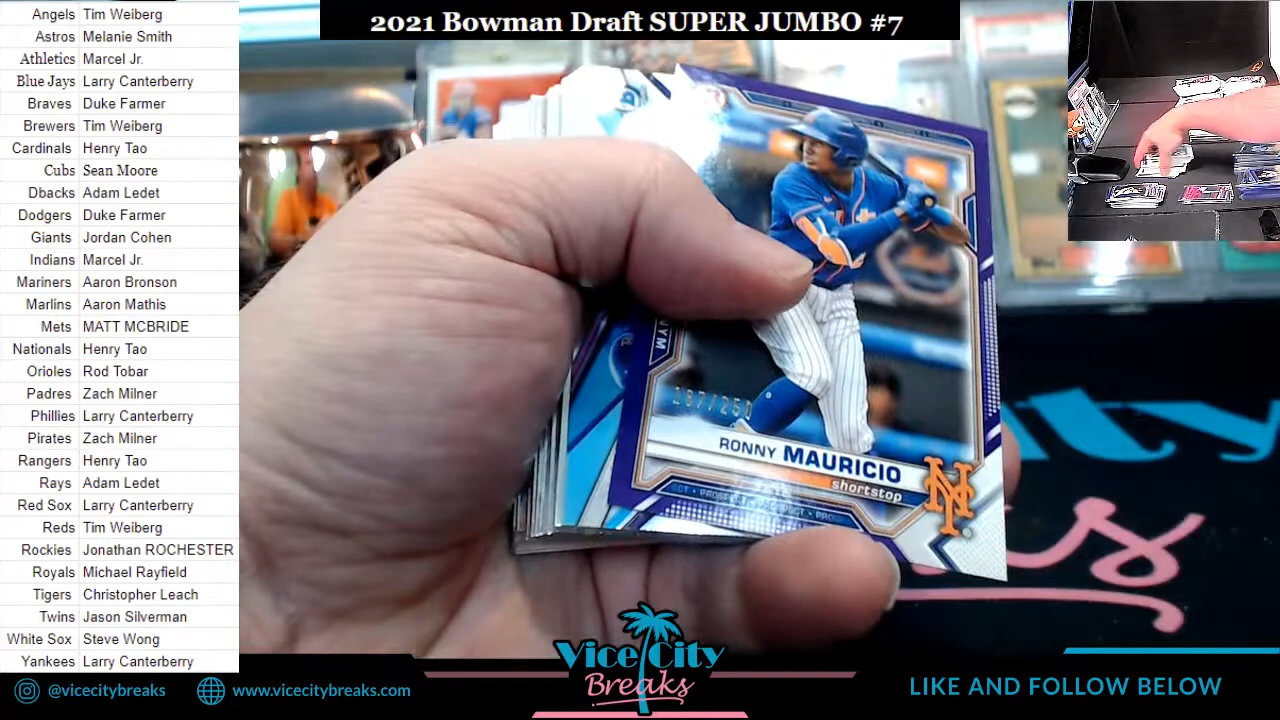 2021 Bowman Draft SUPER JUMBO #7
Angels Tim Weiberg
Astros Melanie Smith
Athletics Marcel Jr.
Blue Jays Larry Canterberry
Braves Duke Farmer
Brewers Tim Weiberg
Cardinals Henry Tao
Cubs Sean Moore
Dbacks Adam Ledet
Dodgers Duke Farmer
Giants Jordan Cohen
Indians Marcel Jr.
Mariners Aaron Bronson
Marlins Aaron Mathis
Mets MATT MCBRIDE
Nationals Henry Tao
Orioles Rod Tobar
Padres Zach Milner
Phillies Larry Canterberry
Pirates Zach Milner
Rangers Henry Tao
Rays Adam Ledet
Red Sox Larry Canterberry
Reds Tim Weiberg
Rockies Jonathan ROCHESTER
Royals Michael Rayfield
Tigers Christopher Leach
Twins Jason Silverman
White Sox Steve Wong
Yankees Larry Canterberry
NYM
197/250
RONNY MAURICIO
shortstop
NY
@vicecitybreaks
www.vicecitybreaks.com
Vice City
Breaks
LIKE AND FOLLOW BELOW